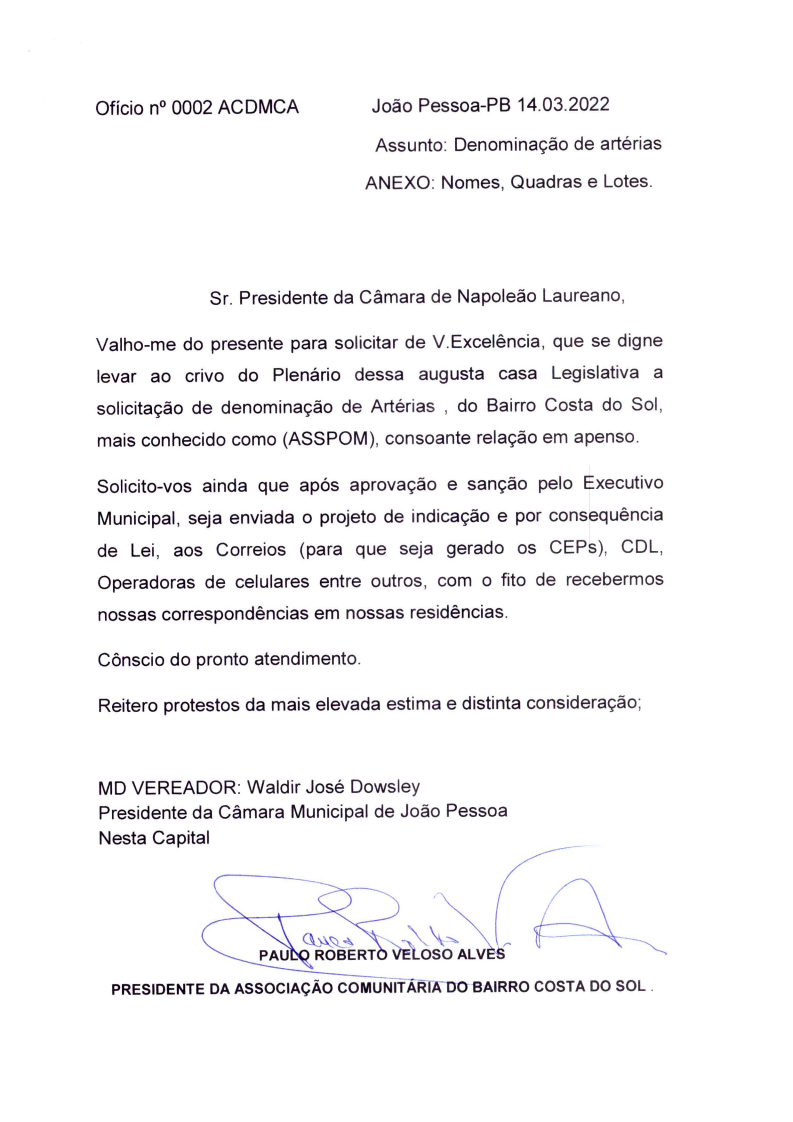 Ofício nº 0002 ACDMCA João Pessoa-PB 14.03.2022
Assunto: Denominação de artérias
ANEXO: Nomes, Quadras e Lotes.
Sr. Presidente da Câmara de Napoleão Laureano,
Valho-me do presente para solicitar de V.Excelência, que se digne
levar ao crivo do Plenário dessa augusta casa Legislativa a
solicitação de denominação de Artérias , do Bairro Costa do Sol,
mais conhecido como (ASSPOM), consoante relação em apenso.
Solicito-vos ainda que após aprovação e sanção pelo Executivo
Municipal, seja enviada o projeto de indicação e por consequência
de Lei, aos Correios (para que seja gerado os CEPs), CDL,
Operadoras de celulares entre outros, com o fito de recebermos
nossas correspondências em nossas residências.
Cônscio do pronto atendimento.
Reitero protestos da mais elevada estima e distinta consideração;
MD VEREADOR: Waldir José Dowsley
Presidente da Câmara Municipal de João Pessoa
Nesta Capital
PAULO ROBERTO VELOSO ALVES
PRESIDENTE DA ASSOCIAÇÃO COMUNITÁRIA DO BAIRRO COSTA DO SOL .